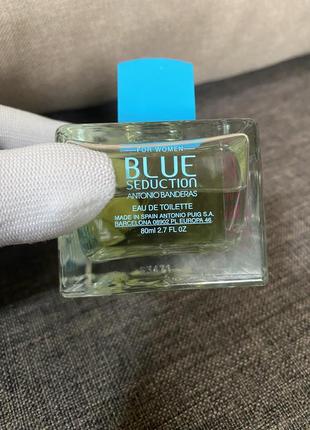 FOR WOMEN
BLUE
SEDUCTION
ANTONIO BANDERAS
EAU DE TOILETTE
MADE IN SPAIN ANTONIO PUIG S.A.
BARCELONA 08902 PL EUROPA 46
80ml 2.7 FL OZ